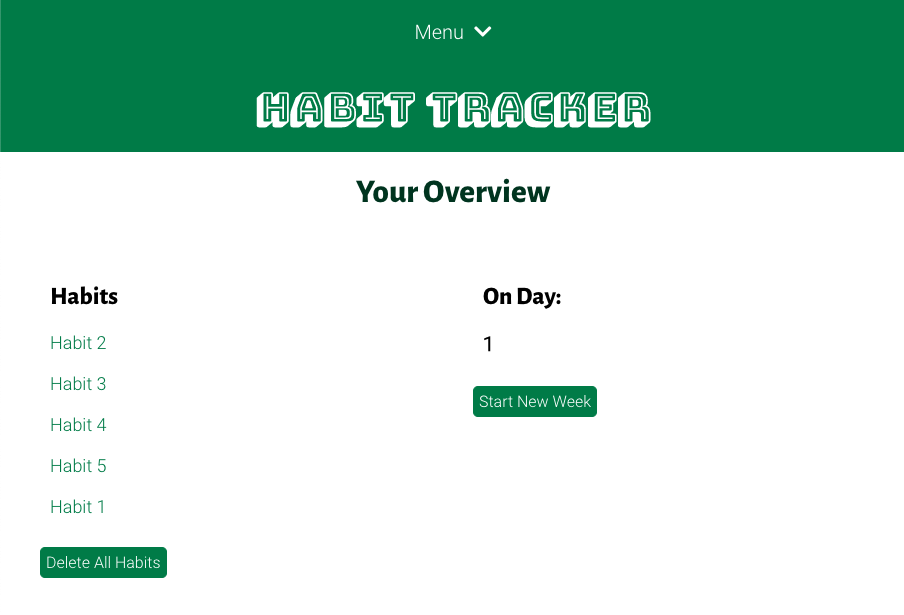 Menu
HABIT TRACKER
Your Overview
Habits
Habit 2
Habit 3
Habit 4
Habit 5
Habit 1
Delete All Habits
On Day:
1
Start New Week